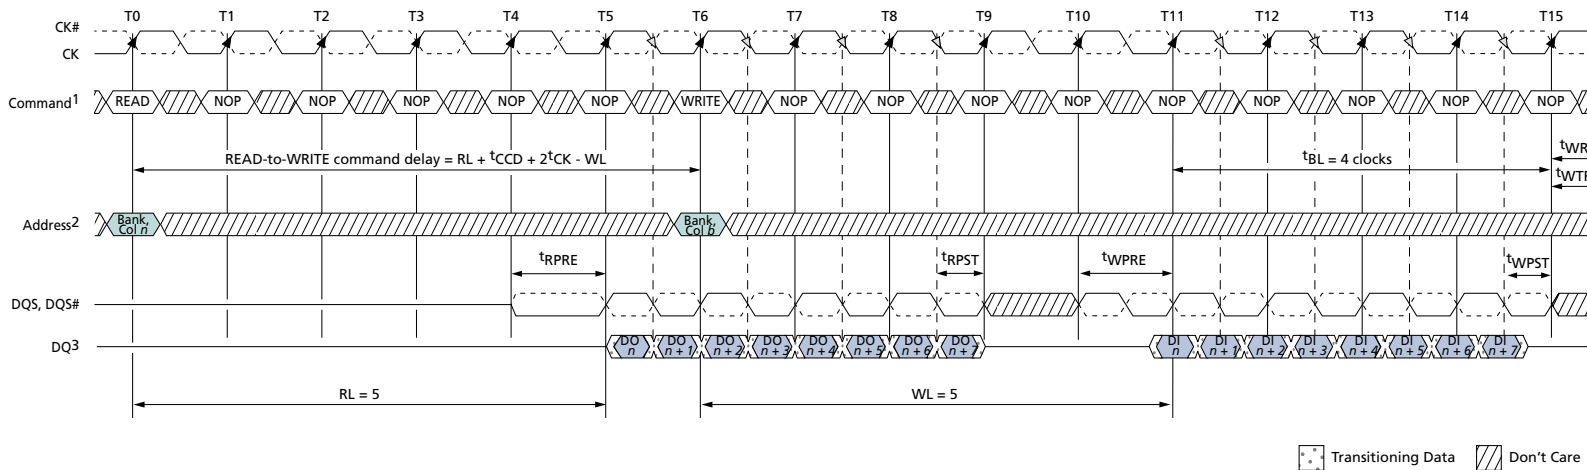 T0 T1 T2 T3 T4 T5 T6 T7 T8 T9 T10 T11 T12 T13 T14 T15
CK#
CK
Command1 READ NOP NOP NOP NOP NOP WRITE NOP NOP NOP NOP NOP NOP NOP NOP NOP
READ-to-WRITE command delay = RL + tCCD + 2tCK - WL
tBL = 4 clocks
tWR
Address2 Bank, Col n Bank, Col b
tRPRE tRPST tWPRE tWPST
DQS, DQS#
DQ3 DO n DO n + 1 DO n + 2 DO n + 3 DO n + 4 DO n + 5 DO n + 6 DO n + 7 DI n DI n + 1 DI n + 2 DI n + 3 DI n + 4 DI n + 5 DI n + 6 DI n + 7
RL = 5 WL = 5
Transitioning Data Don't Care